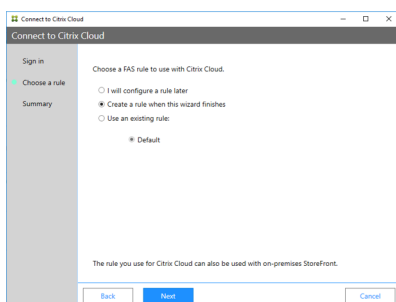 Connect to Citrix Cloud
Connect to Citrix Cloud
Sign in
Choose a rule
Summary
Choose a FAS rule to use with Citrix Cloud.
I will configure a rule later
Create a rule when this wizard finishes
Use an existing rule:
Default
The rule you use for Citrix Cloud can also be used with on-premises StoreFront.
Back
Next
Cancel